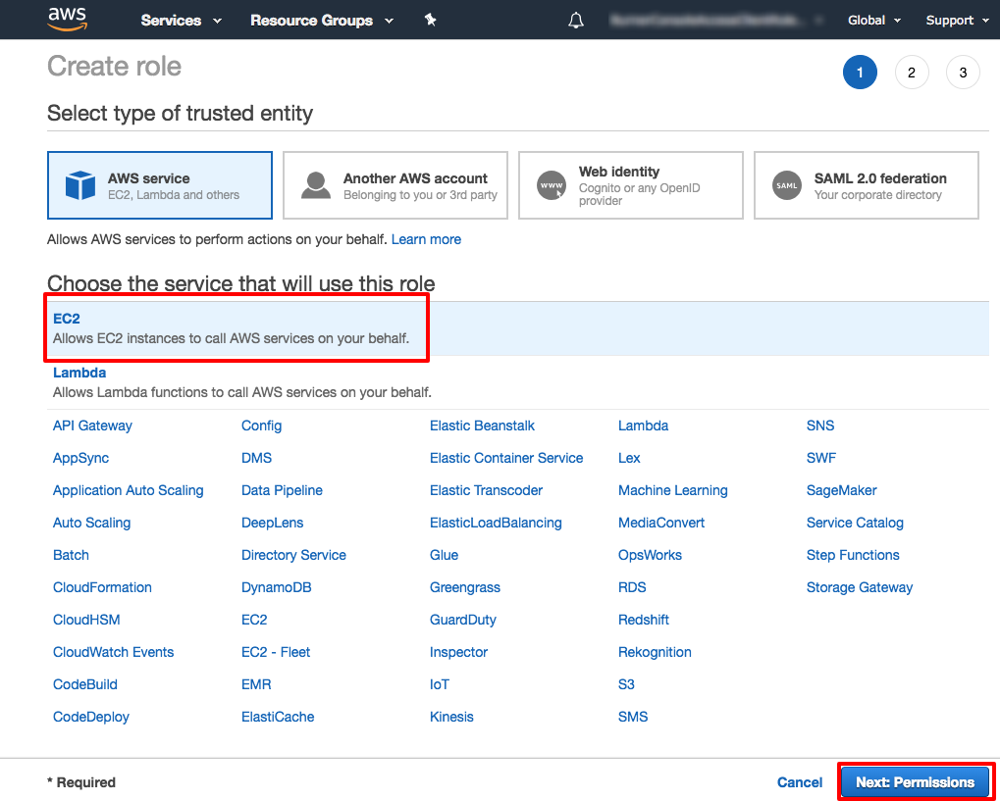 aws Services Resource Groups Global Support
Create role
1 2 3
Select type of trusted entity
AWS service
EC2, Lambda and others
Another AWS account
Belonging to you or 3rd party
www
Web identity
Cognito or any OpenID
provider
SAML
SAML 2.0 federation
Your corporate directory
Allows AWS services to perform actions on your behalf. Learn more
Choose the service that will use this role
EC2
Allows EC2 instances to call AWS services on your behalf.
Lambda
Allows Lambda functions to call AWS services on your behalf.
API Gateway Config Elastic Beanstalk Lambda SNS
AppSync DMS Elastic Container Service Lex SWF
Application Auto Scaling Data Pipeline Elastic Transcoder Machine Learning SageMaker
Auto Scaling DeepLens ElasticLoadBalancing MediaConvert Service Catalog
Batch Directory Service Glue OpsWorks Step Functions
CloudFormation DynamoDB Greengrass RDS Storage Gateway
CloudHSM EC2 GuardDuty Redshift
CloudWatch Events EC2 - Fleet Inspector Rekognition
CodeBuild EMR IoT S3
CodeDeploy ElastiCache Kinesis SMS
* Required Cancel Next: Permissions